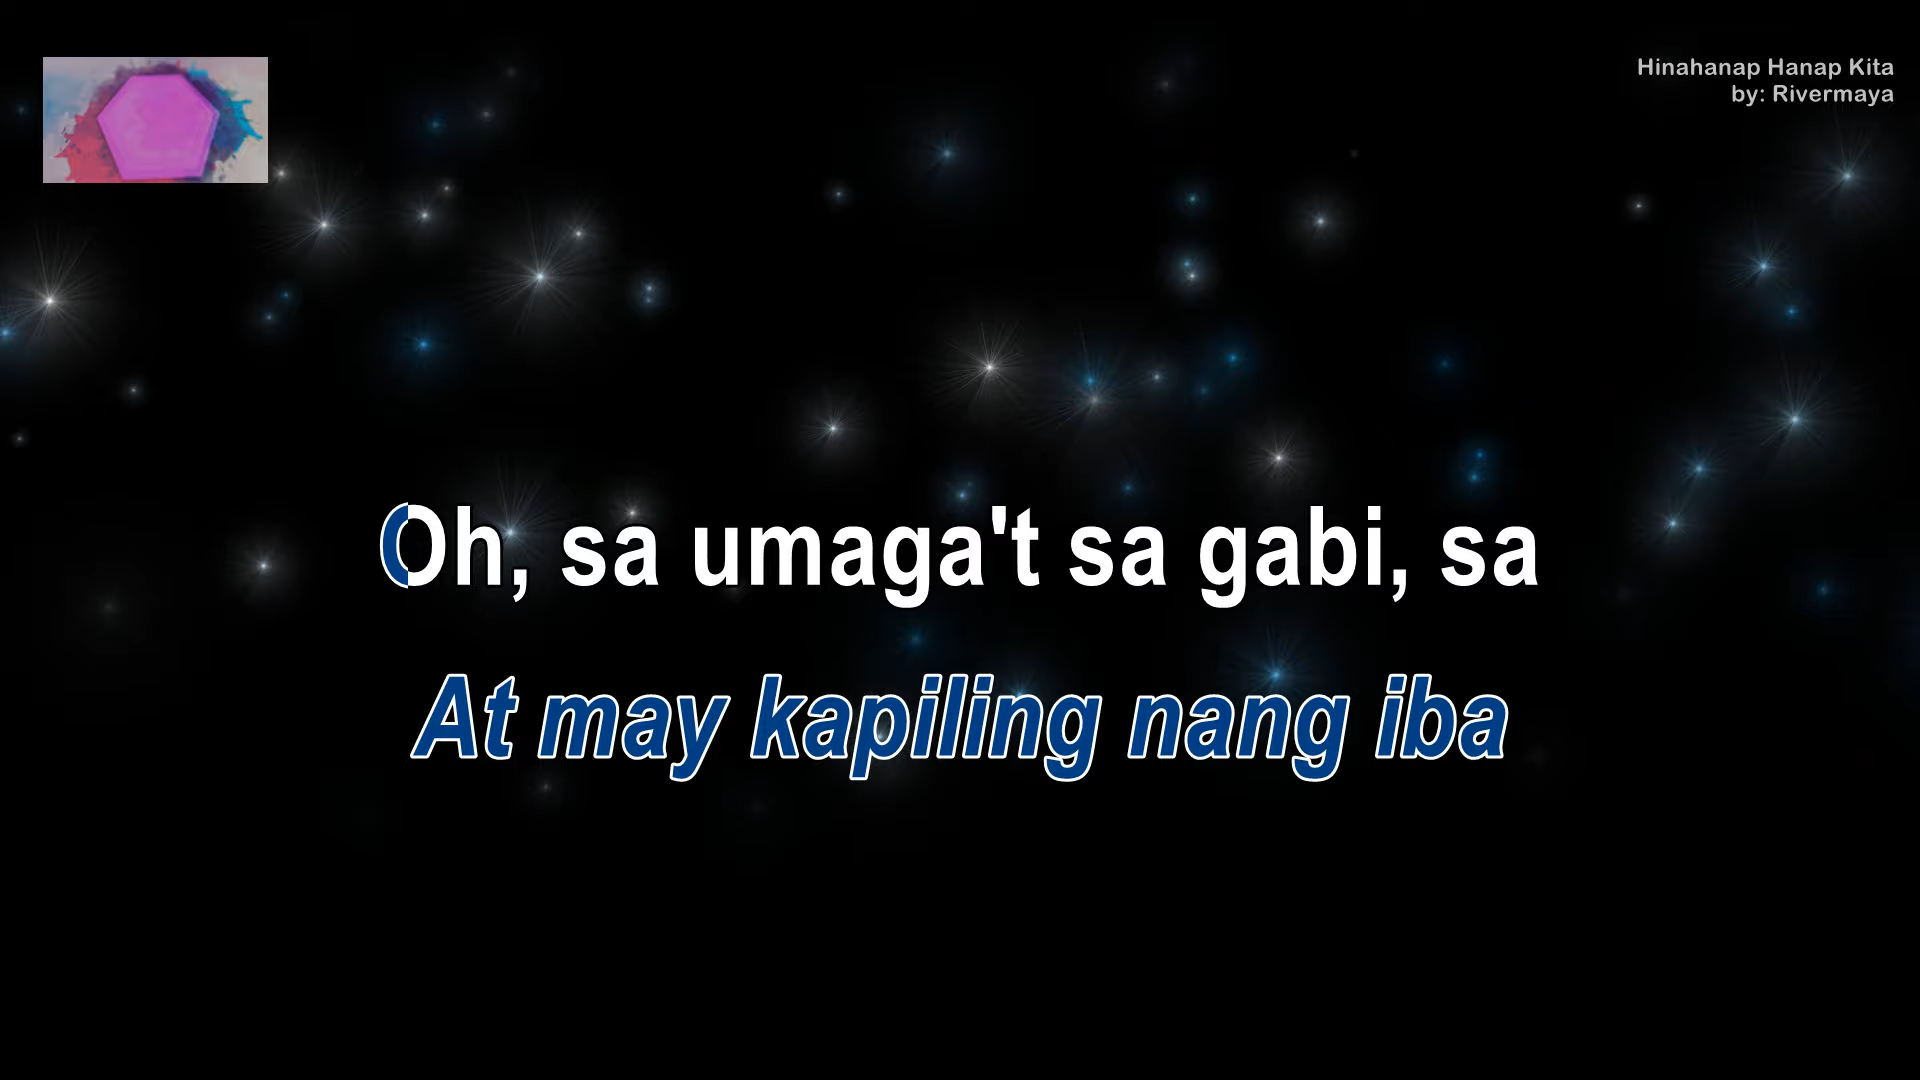 Hinahanap Hanap Kita
by: Rivermaya
Oh, sa umaga't sa gabi, sa
At may kapiling nang iba